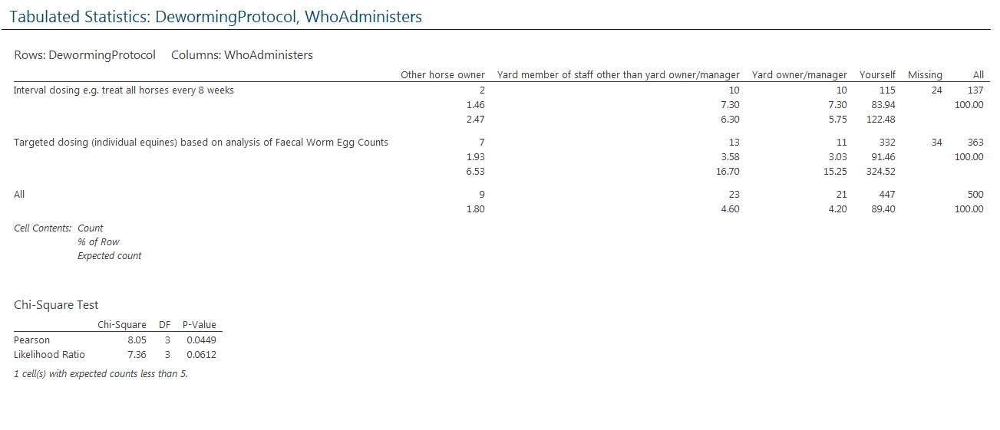 Tabulated Statistics: DewormingProtocol, WhoAdministers
Rows: DewormingProtocol Columns: WhoAdministers
Other horse owner Yard member of staff other than yard owner/manager Yard owner/manager Yourself Missing All
Interval dosing e.g. treat all horses every 8 weeks 2 10 10 115 24 137
1.46 7.30 7.30 83.94 100.00
2.47 6.30 5.75 122.48
Targeted dosing (individual equines) based on analysis of Faecal Worm Egg Counts 7 13 11 332 34 363
1.93 3.58 3.03 91.46 100.00
6.53 16.70 15.25 324.52
All 9 23 21 447 500
1.80 4.60 4.20 89.40 100.00
Cell Contents: Count
% of Row
Expected count
Chi-Square Test
Chi-Square DF P-Value
Pearson 8.05 3 0.0449
Likelihood Ratio 7.36 3 0.0612
1 cell(s) with expected counts less than 5.